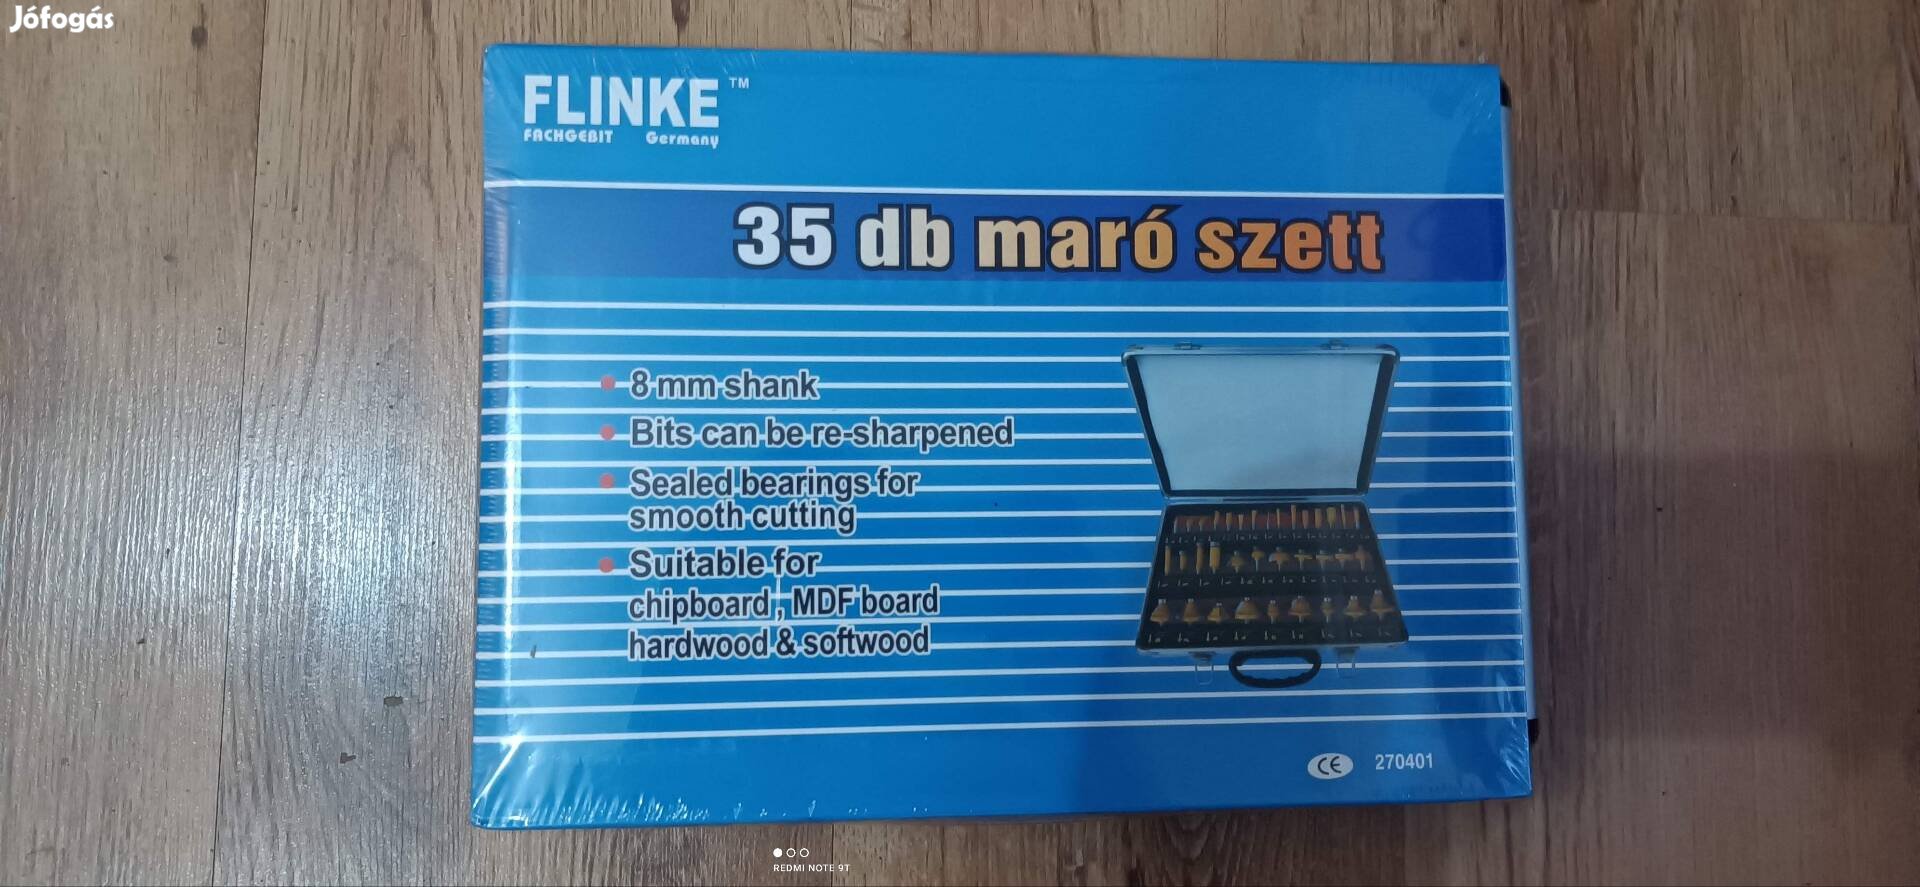 Jófogás
FLINKE™
FACHGEBIT Germany
35 db maró szett
8 mm shank
Bits can be re-sharpened
Sealed bearings for
smooth cutting
Suitable for
chipboard, MDF board
hardwood & softwood
CE 270401
REDMI NOTE 9T